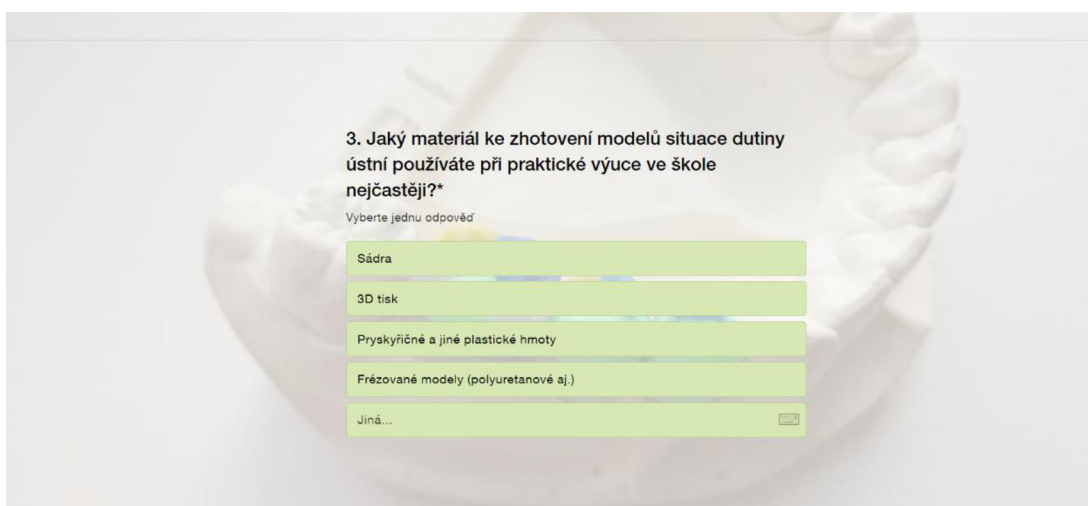 3. Jaký materiál ke zhotovení modelů situace dutiny
ústní používáte při praktické výuce ve škole
nejčastěji?*
Vyberte jednu odpověď
Sádra
3D tisk
Pryskyřičné a jiné plastické hmoty
Frézované modely (polyuretanové aj.)
Jiná...